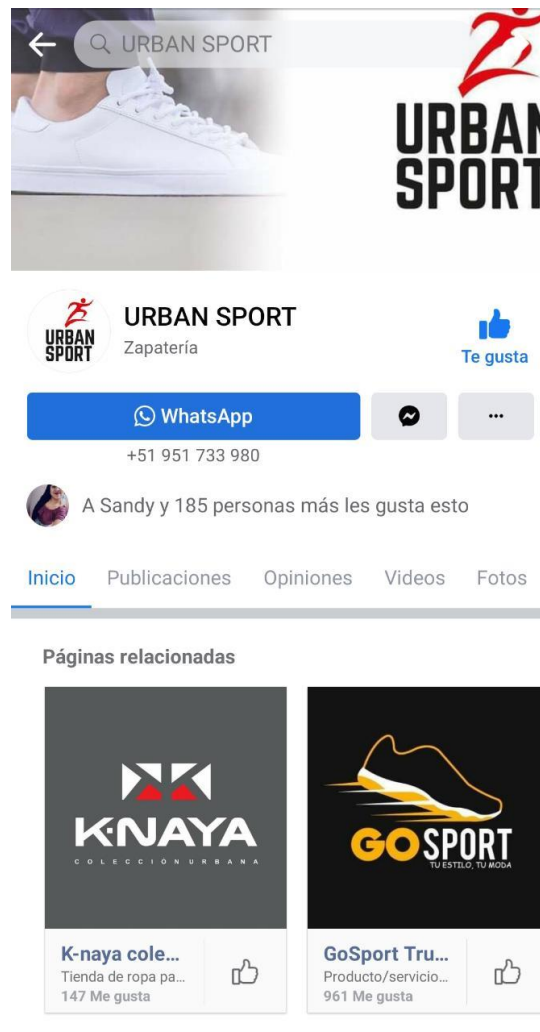 URBAN SPORT
URBAN
SPORT
URBAN
SPORT
URBAN SPORT
Zapatería
Te gusta
WhatsApp
+51 951 733 980
A Sandy y 185 personas más les gusta esto
Inicio Publicaciones Opiniones Videos Fotos
Páginas relacionadas
K-NAYA
COLECCIÓN URBANA
GO SPORT
TU ESTILO, TU MODA
K-naya cole...
Tienda de ropa pa...
147 Me gusta
GoSport Tru...
Producto/servicio...
961 Me gusta